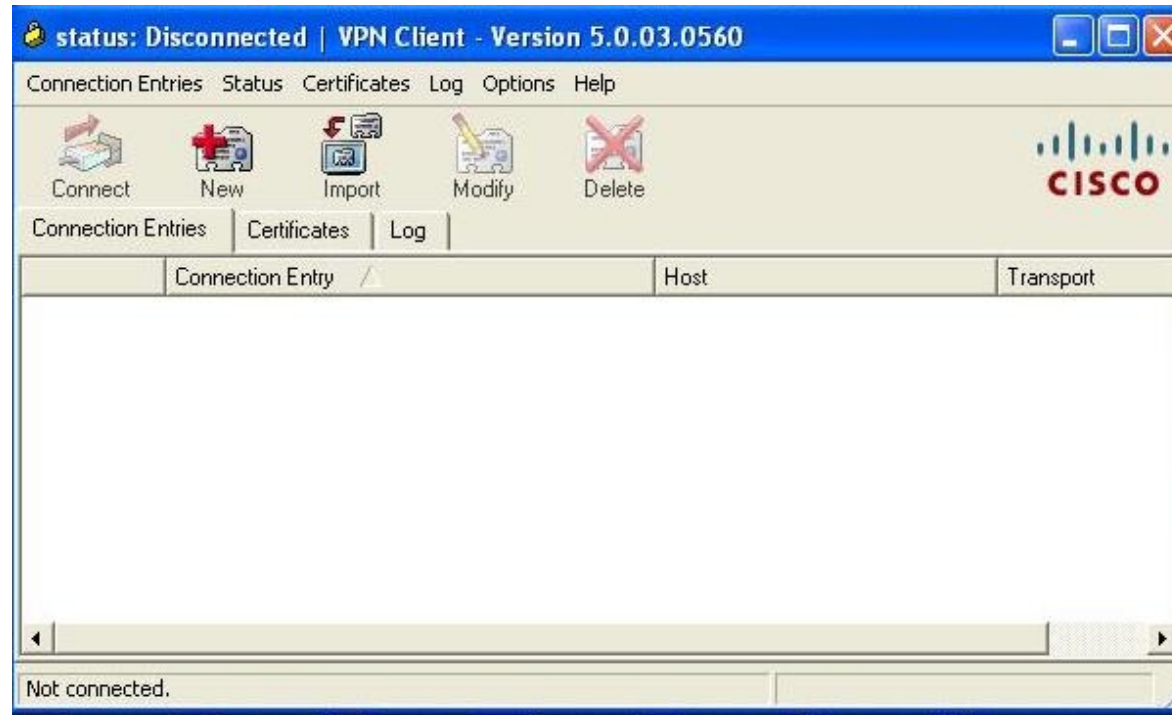 status: Disconnected | VPN Client - Version 5.0.03.0560
Connection Entries Status Certificates Log Options Help
Connect New Import Modify Delete
CISCO
Connection Entries Certificates Log
Connection Entry Host Transport
Not connected.